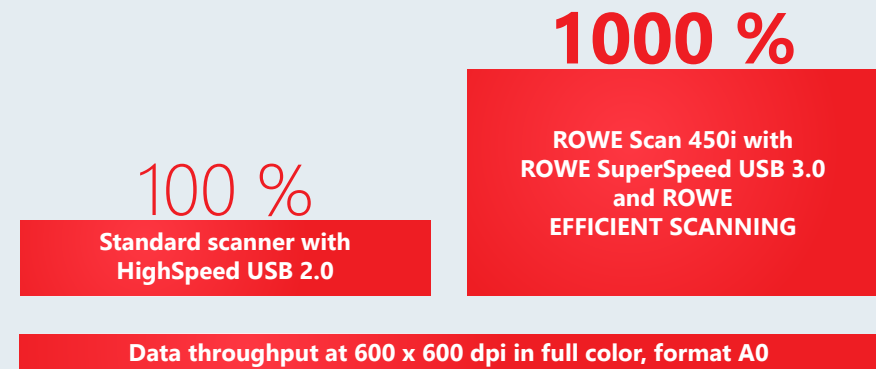 100 %
Standard scanner with
HighSpeed USB 2.0
1000 %
ROWE Scan 450i with
ROWE SuperSpeed USB 3.0
and ROWE
EFFICIENT SCANNING
Data throughput at 600 x 600 dpi in full color, format A0